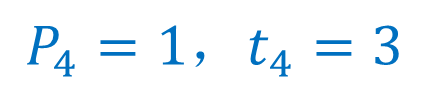 P₄ = 1, t₄ = 3